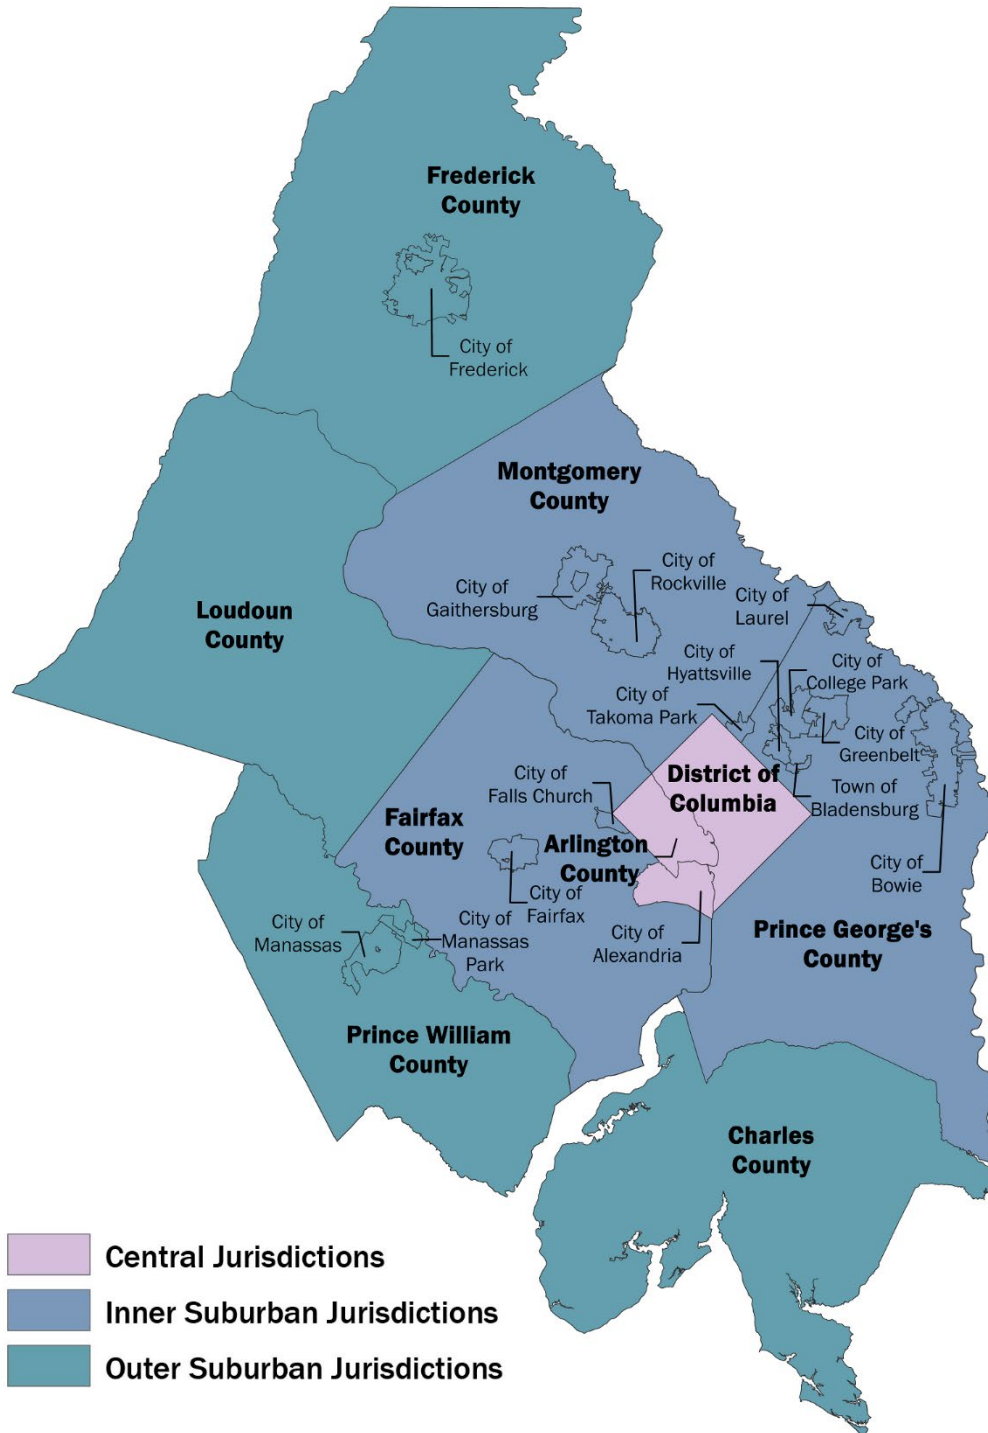 Frederick
County
City of
Frederick
Montgomery
County
City of
Rockville
City of
Gaithersburg
City of
Laurel
Loudoun
County
City of
Hyattsville
City of
College Park
City of
Takoma Park
City of
Greenbelt
District of
Columbia
City of
Falls Church
Town of
Bladensburg
Fairfax
County
Arlington
County
City of
Bowie
City of
Fairfax
City of
Manassas
City of
Manassas
Park
City of
Alexandria
Prince George's
County
Prince William
County
Charles
County
Central Jurisdictions
Inner Suburban Jurisdictions
Outer Suburban Jurisdictions